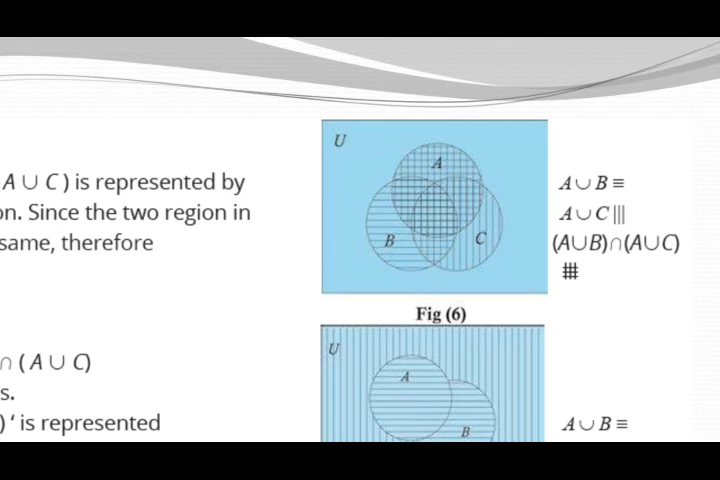 U
A
A ∪ C ) is represented by
A ∪ B ≡
on. Since the two region in
A ∪ C |||
B
C
same, therefore
(A∪B)∩(A∪C)
⋕
Fig (6)
U
∩ ( A ∪ C)
A
s.
) ‘ is represented
A ∪ B ≡
B